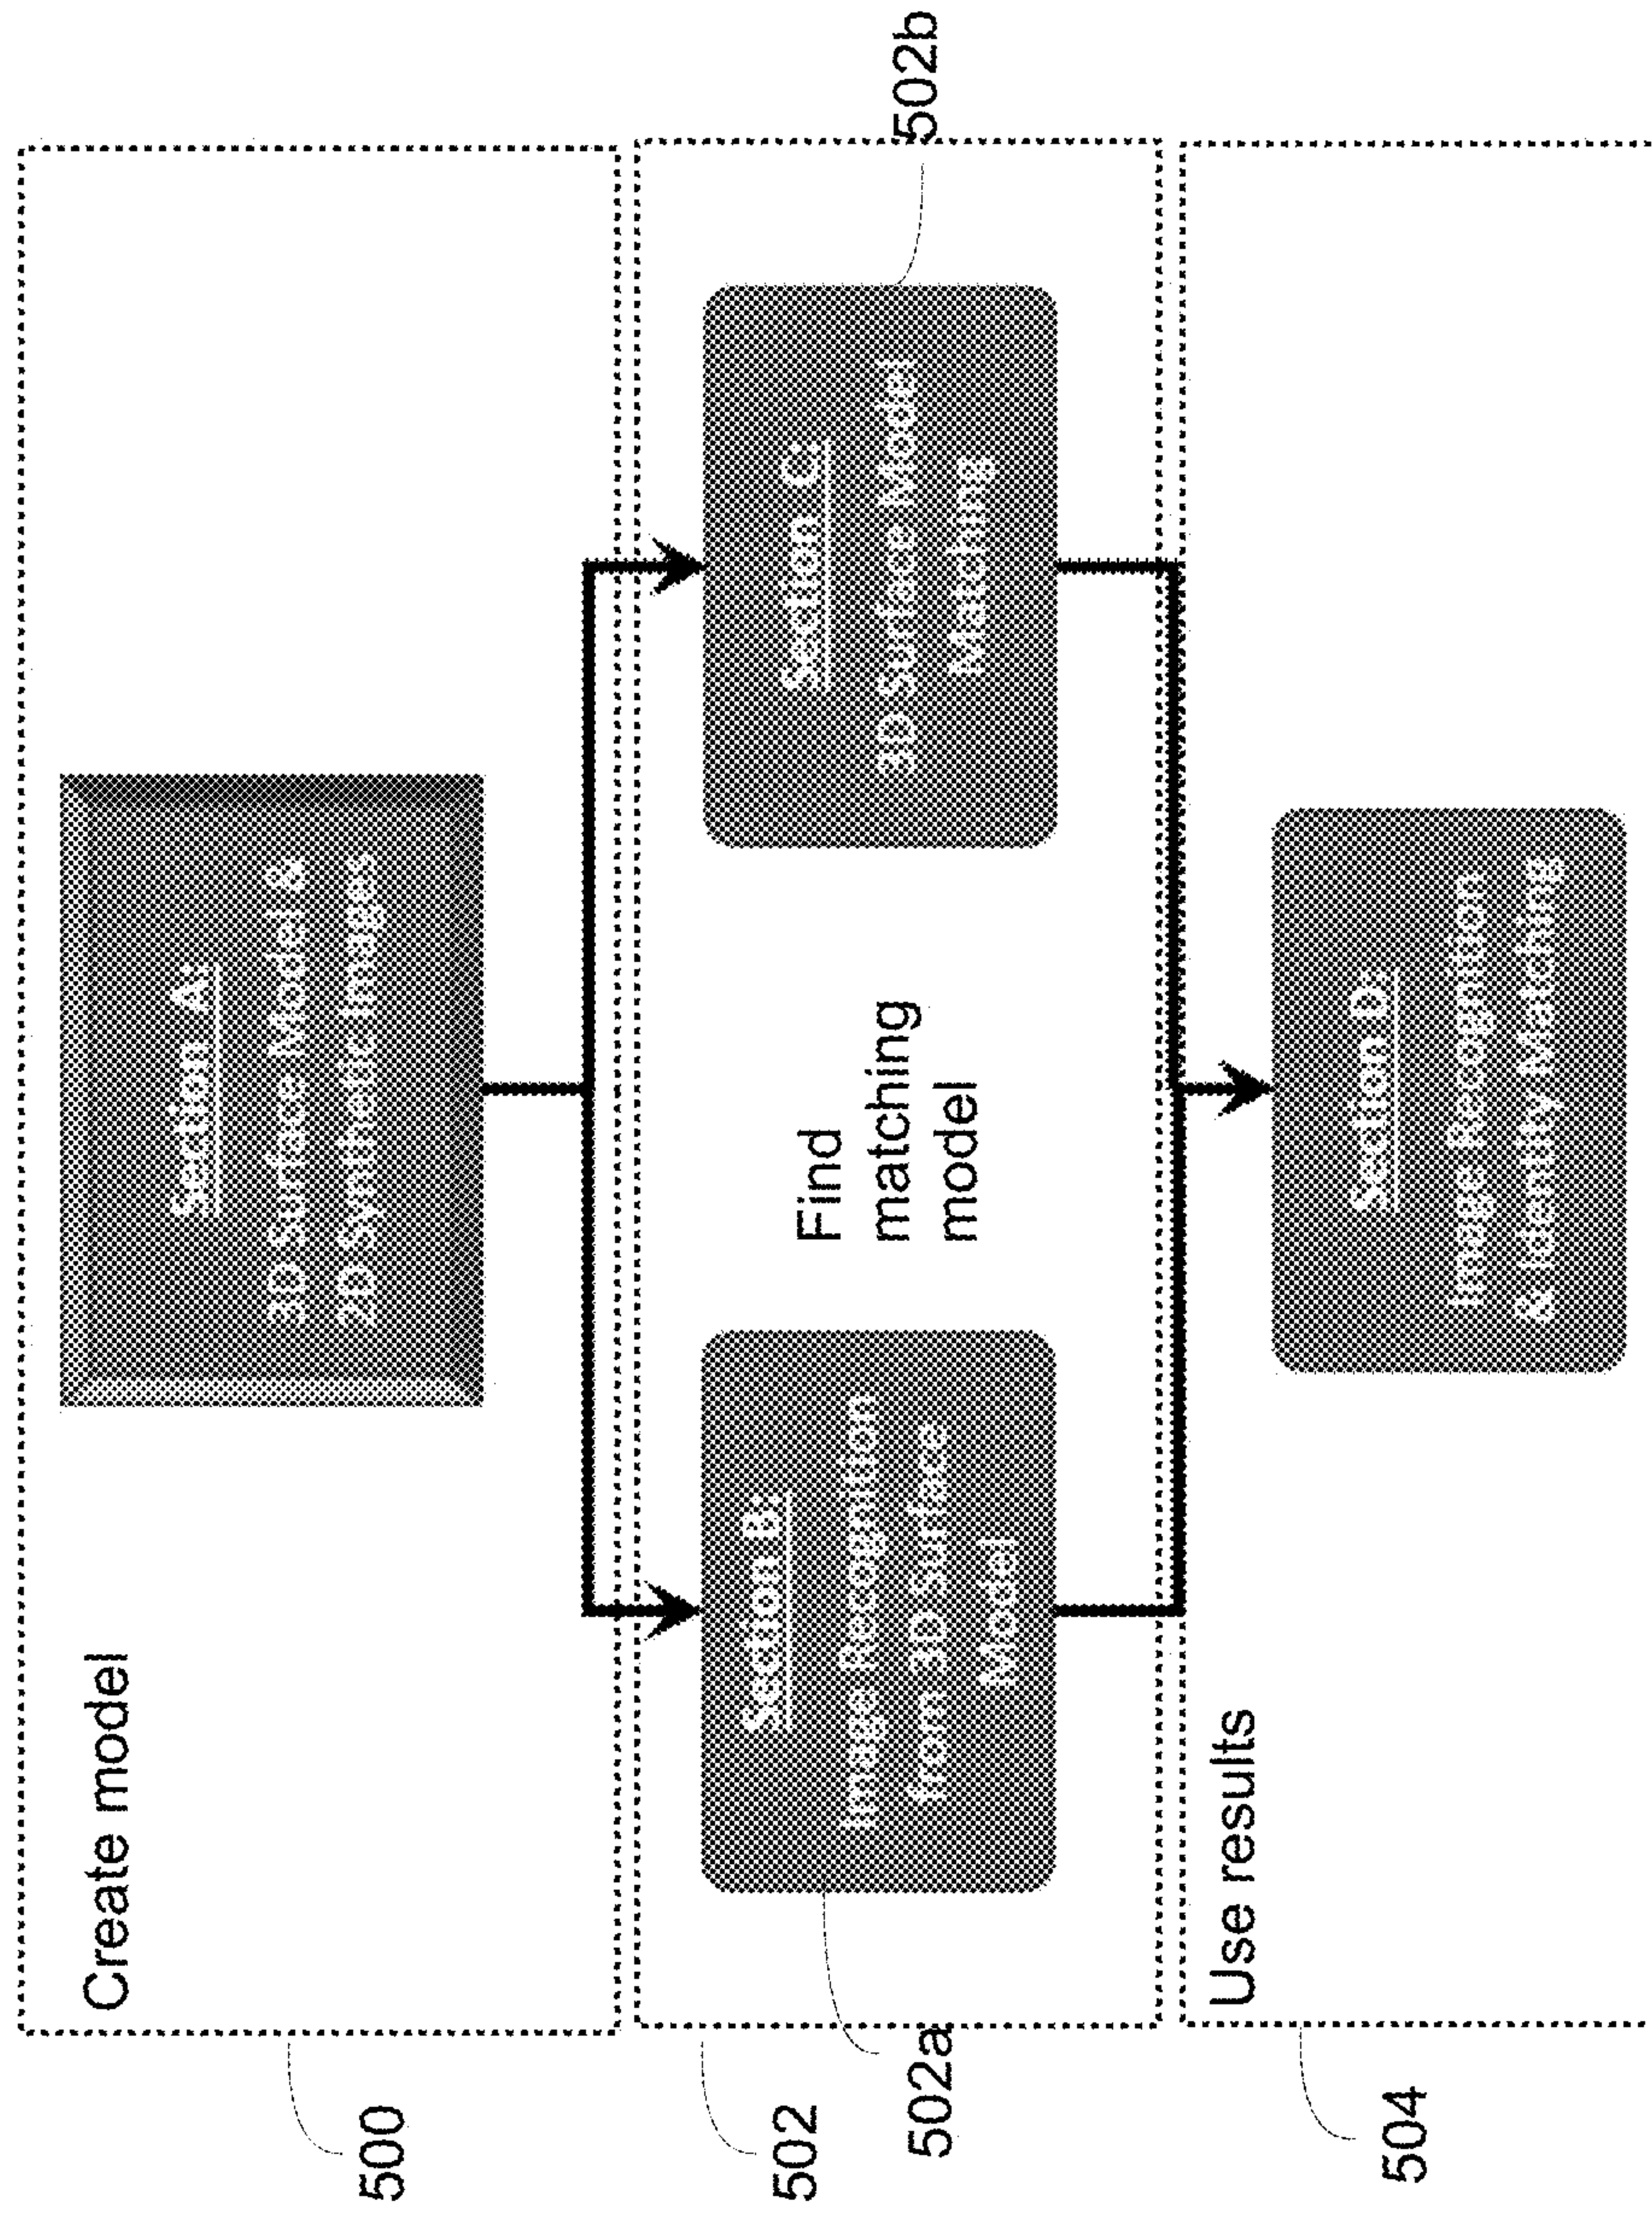 Create model
500
Section A:
3D Surface Model &
2D Synthetic Images
502
502a
Section B:
Image Recognition
from 3D Surface
Model
Find
matching
model
Section C:
3D Surface Model
Matching
502b
Use results
504
Section D:
Image Recognition
& Identity Matching